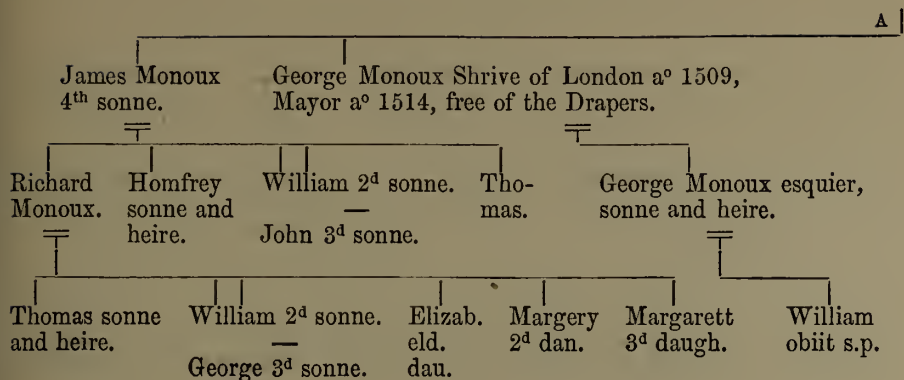 A
James Monoux
4th sonne.
George Monoux Shrive of London aº 1509,
Mayor aº 1514, free of the Drapers.
Richard
Monoux.
Homfrey
sonne and
heire.
William 2d sonne.
—
John 3d sonne.
Tho-
mas.
George Monoux esquier,
sonne and heire.
Thomas sonne
and heire.
William 2d sonne.
—
George 3d sonne.
Elizab.
eld.
dau.
Margery
2d dan.
Margarett
3d daugh.
William
obiit s.p.